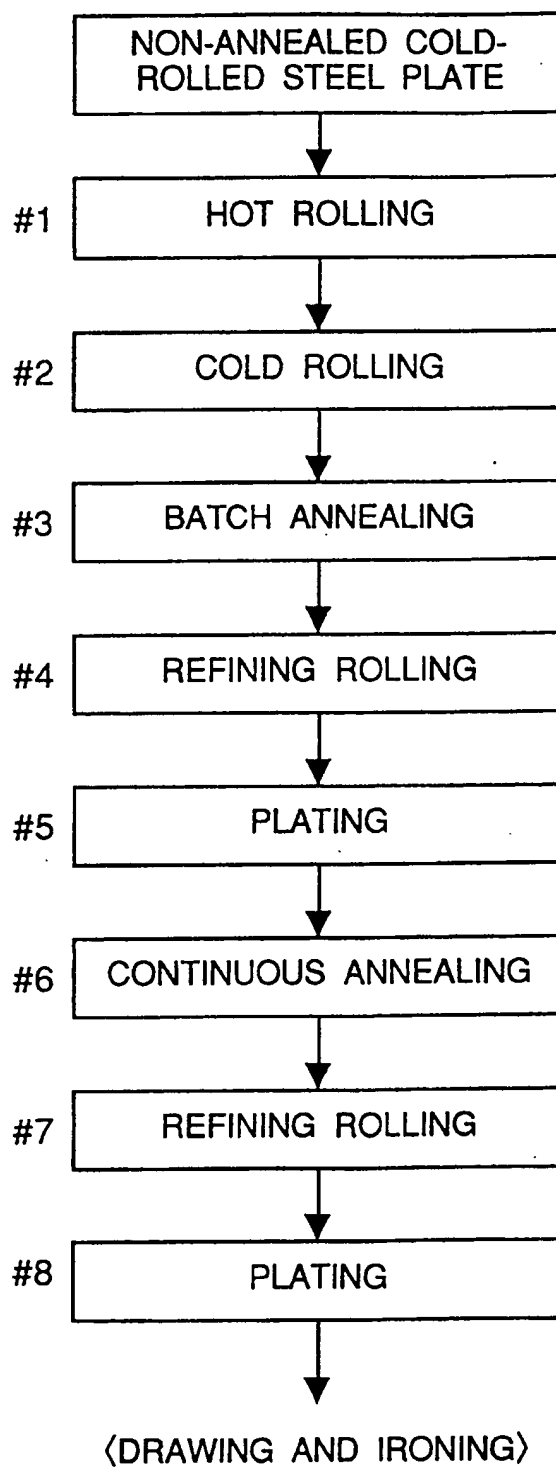 NON-ANNEALED COLD-
ROLLED STEEL PLATE
#1 HOT ROLLING
#2 COLD ROLLING
#3 BATCH ANNEALING
#4 REFINING ROLLING
#5 PLATING
#6 CONTINUOUS ANNEALING
#7 REFINING ROLLING
#8 PLATING
〈DRAWING AND IRONING〉